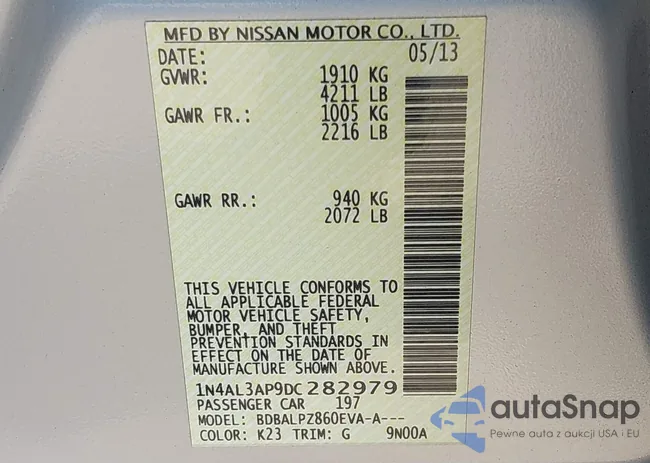 MFD BY NISSAN MOTOR CO., LTD.
DATE: 05/13
GVWR: 1910 KG
4211 LB
GAWR FR.: 1005 KG
2216 LB
GAWR RR.: 940 KG
2072 LB
THIS VEHICLE CONFORMS TO
ALL APPLICABLE FEDERAL
MOTOR VEHICLE SAFETY,
BUMPER, AND THEFT
PREVENTION STANDARDS IN
EFFECT ON THE DATE OF
MANUFACTURE SHOWN ABOVE.
1N4AL3AP9DC282979
PASSENGER CAR 197
MODEL: BDBALPZ860EVA-A---
COLOR: K23 TRIM: G 9N00A
autaSnap
Pewne auta z aukcji USA i EU